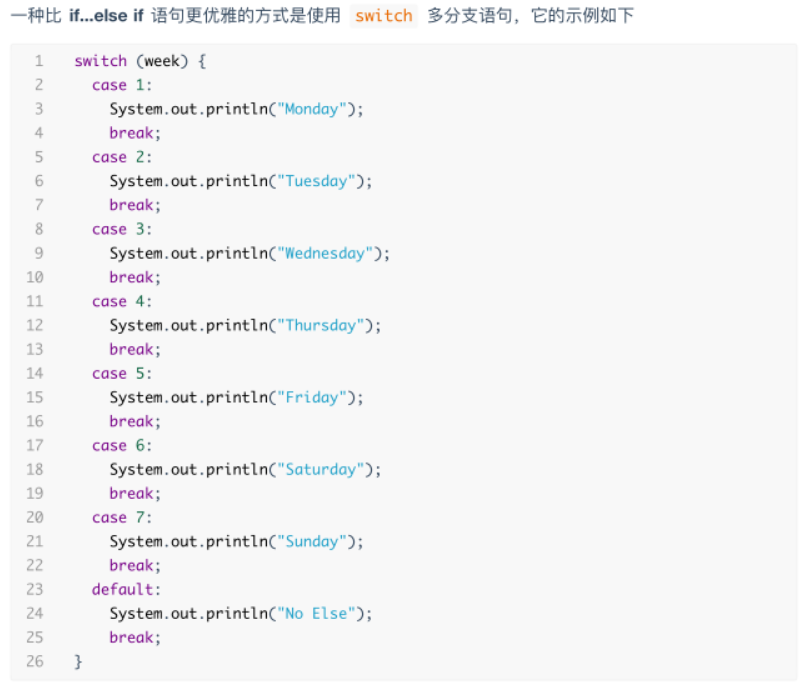 一种比 if...else if 语句更优雅的方式是使用 switch 多分支语句，它的示例如下
1 switch (week) {
2 case 1:
3 System.out.println("Monday");
4 break;
5 case 2:
6 System.out.println("Tuesday");
7 break;
8 case 3:
9 System.out.println("Wednesday");
10 break;
11 case 4:
12 System.out.println("Thursday");
13 break;
14 case 5:
15 System.out.println("Friday");
16 break;
17 case 6:
18 System.out.println("Saturday");
19 break;
20 case 7:
21 System.out.println("Sunday");
22 break;
23 default:
24 System.out.println("No Else");
25 break;
26 }